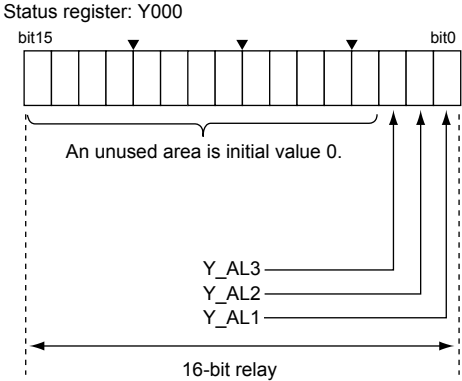 Status register: Y000
bit15 bit0
An unused area is initial value 0.
Y_AL3
Y_AL2
Y_AL1
16-bit relay